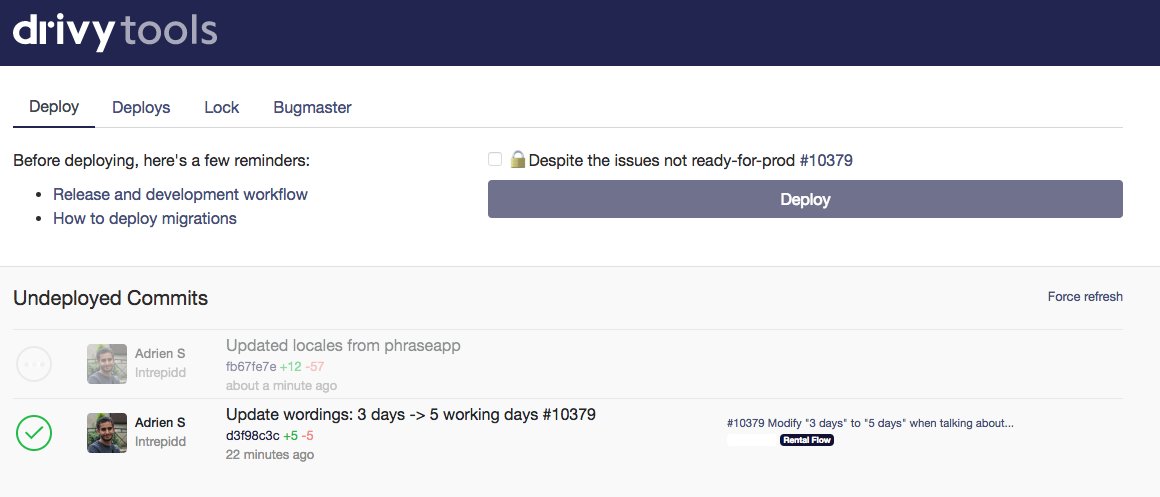 drivy tools
Deploy Deploys Lock Bugmaster
Before deploying, here's a few reminders:
• Release and development workflow
• How to deploy migrations
Despite the issues not ready-for-prod #10379
Deploy
Undeployed Commits
Force refresh
Adrien S
Intrepidd
Updated locales from phraseapp
fb67fe7e +12 -57
about a minute ago
Adrien S
Intrepidd
Update wordings: 3 days -> 5 working days #10379
d3f98c3c +5 -5
22 minutes ago
#10379 Modify "3 days" to "5 days" when talking about...
Rental Flow